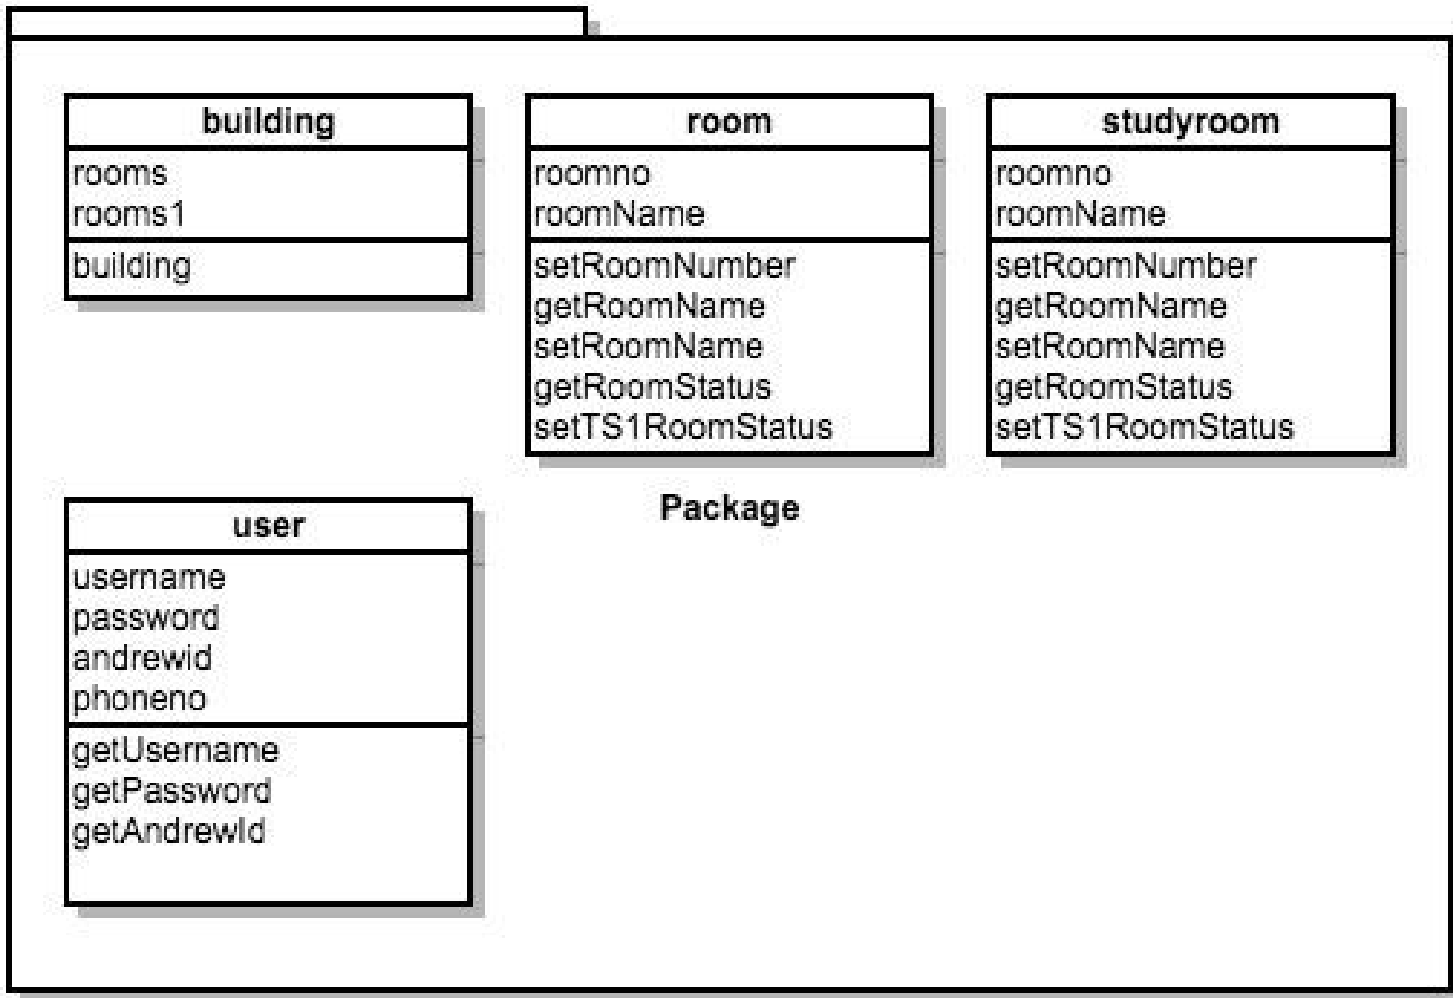 building
rooms
rooms1
building
room
roomno
roomName
setRoomNumber
getRoomName
setRoomName
getRoomStatus
setTS1RoomStatus
studyroom
roomno
roomName
setRoomNumber
getRoomName
setRoomName
getRoomStatus
setTS1RoomStatus
Package
user
username
password
andrewid
phoneno
getUsername
getPassword
getAndrewId